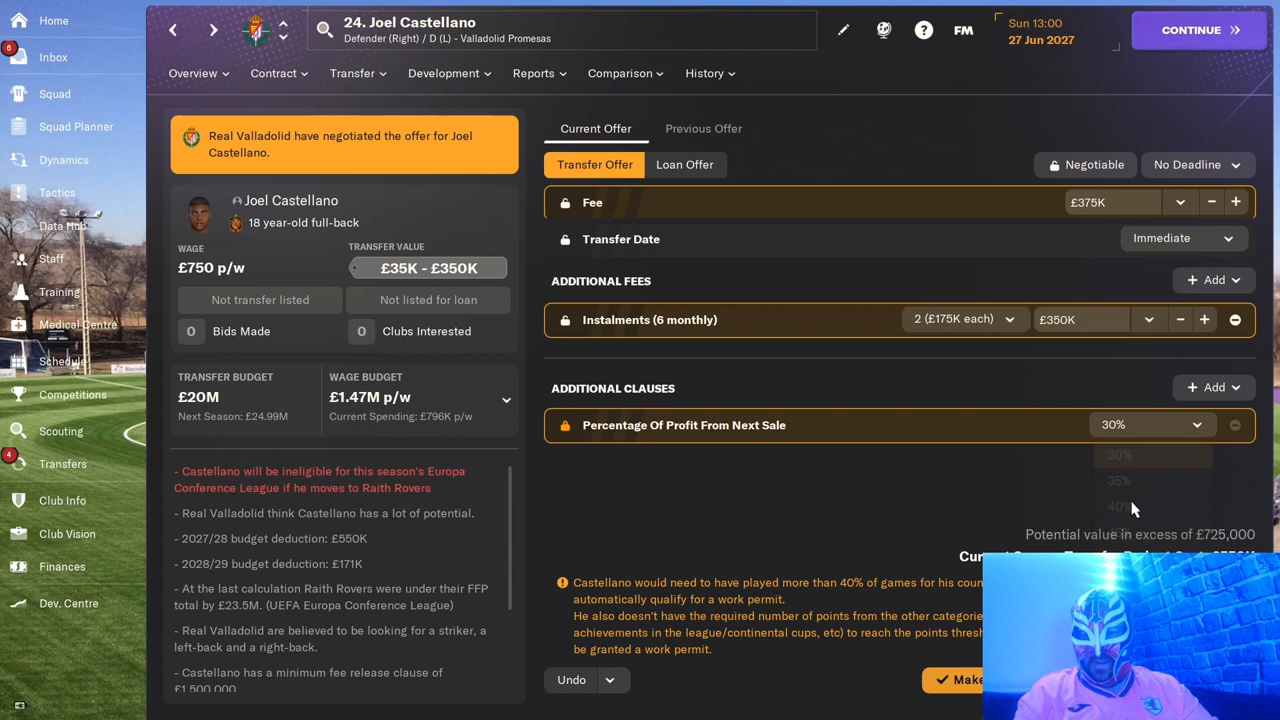 Home
24. Joel Castellano
Defender (Right) / D (L) - Valladolid Promesas
FM
Sun 13:00
27 Jun 2027
CONTINUE
6
Inbox
Overview
Contract
Transfer
Development
Reports
Comparison
History
Squad
Squad Planner
Dynamics
Tactics
Data Hub
Staff
Training
Medical Centre
Schedule
Competitions
Scouting
4
Transfers
Club Info
Club Vision
Finances
Dev. Centre
Real Valladolid have negotiated the offer for Joel
Castellano.
Joel Castellano
18 year-old full-back
WAGE
£750 p/w
TRANSFER VALUE
£35K - £350K
Not transfer listed
Not listed for loan
0 Bids Made
0 Clubs Interested
TRANSFER BUDGET
£20M
Next Season: £24.99M
WAGE BUDGET
£1.47M p/w
Current Spending: £796K p/w
- Castellano will be ineligible for this season's Europa
Conference League if he moves to Raith Rovers
- Real Valladolid think Castellano has a lot of potential.
- 2027/28 budget deduction: £550K
- 2028/29 budget deduction: £171K
- At the last calculation Raith Rovers were under their FFP
total by £23.5M. (UEFA Europa Conference League)
- Real Valladolid are believed to be looking for a striker, a
left-back and a right-back.
- Castellano has a minimum fee release clause of
£1,500,000
Current Offer
Previous Offer
Transfer Offer
Loan Offer
Negotiable
No Deadline
Fee
£375K
Transfer Date
Immediate
ADDITIONAL FEES
Add
Instalments (6 monthly)
2 (£175K each)
£350K
ADDITIONAL CLAUSES
Add
Percentage Of Profit From Next Sale
30%
30%
35%
40%
Potential value in excess of £725,000
Castellano would need to have played more than 40% of games for his coun
automatically qualify for a work permit.
He also doesn't have the required number of points from the other categorie
achievements in the league/continental cups, etc) to reach the points thresh
be granted a work permit.
Undo
Make